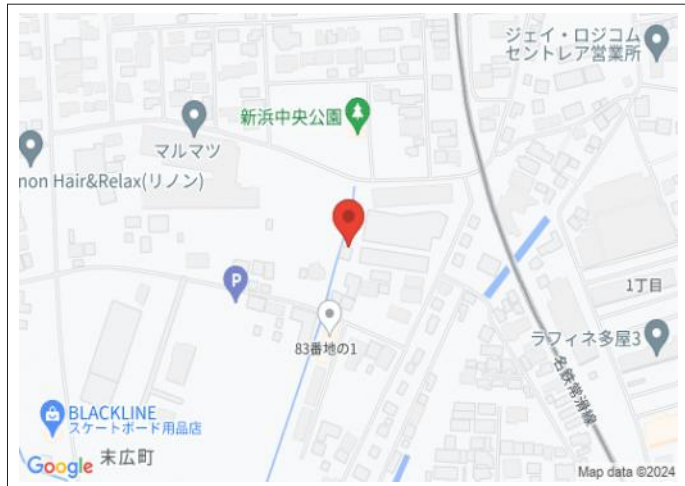 ジェイ・ロジコム
セントレア営業所
新浜中央公園
マルマツ
non Hair&Relax(リノン)
P
1丁目
83番地の1
ラフィネ多屋3
名鉄常滑線
BLACKLINE
スケートボード用品店
末広町
Google
Map data ©2024